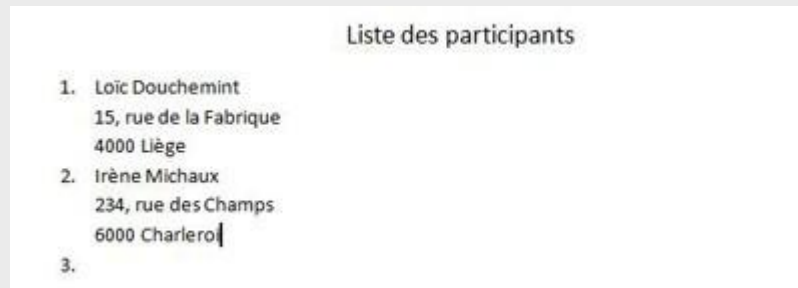 Liste des participants
1. Loïc Douchemint
15, rue de la Fabrique
4000 Liège
2. Irène Michaux
234, rue des Champs
6000 Charleroi
3.